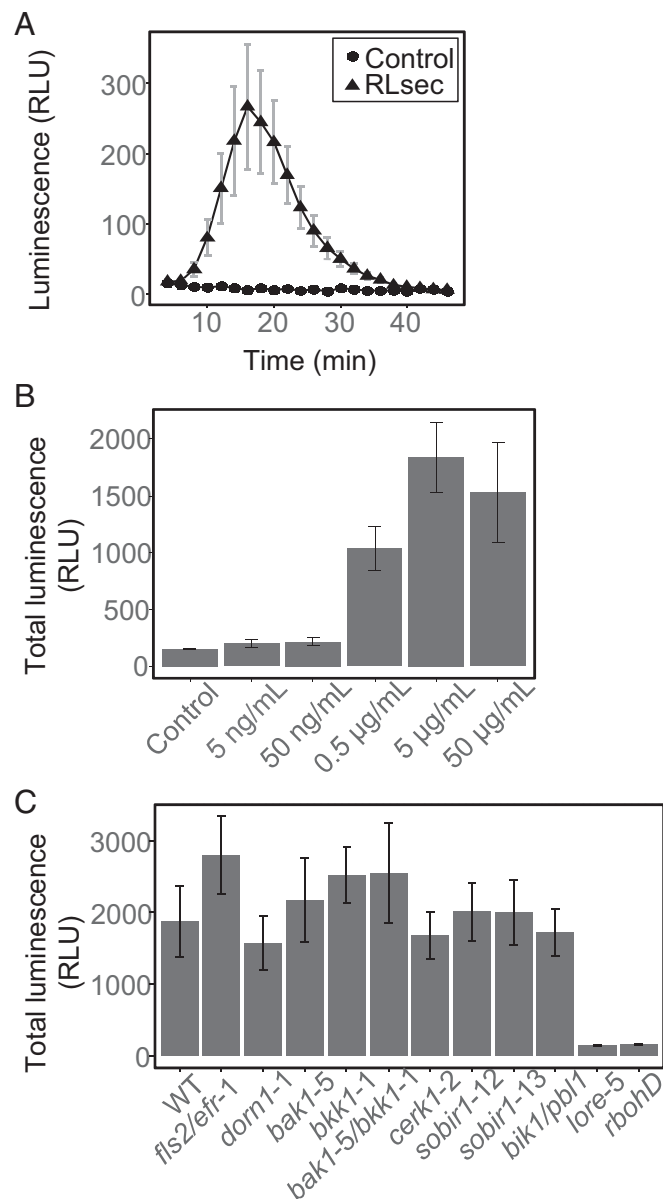 A
Luminescence (RLU)
300
200
100
0
Control
RLsec
10 20 30 40
Time (min)
B
Total luminescence
(RLU)
2000
1500
1000
500
0
Control
5 ng/mL
50 ng/mL
0.5 µg/mL
5 µg/mL
50 µg/mL
C
Total luminescence
(RLU)
3000
2000
1000
0
WT
fls2/efr-1
dorn1-1
bak1-5
bkk1-1
bak1-5/bkk1-1
cerk1-2
sobir1-12
sobir1-13
bik1/pbl1
lore-5
rbohD